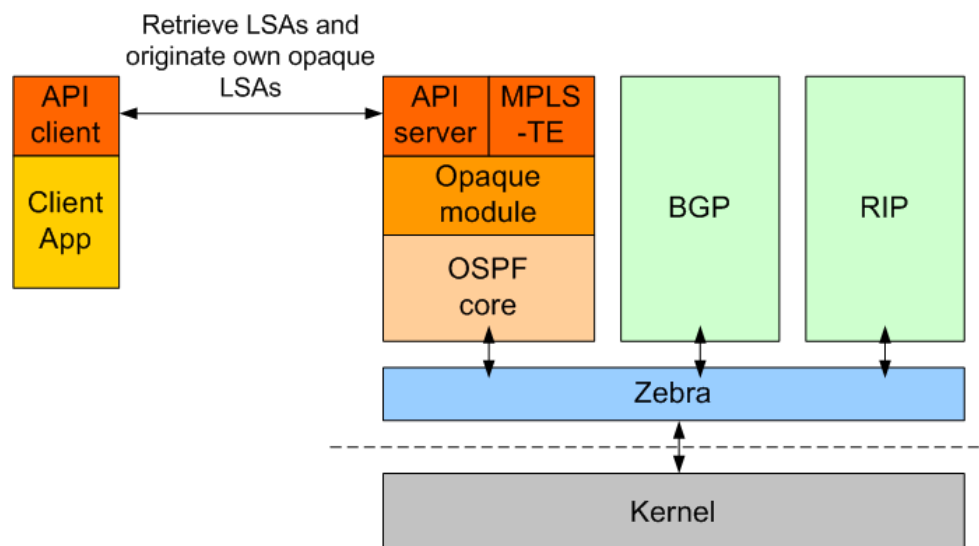 Retrieve LSAs and
originate own opaque
LSAs
API
client
Client
App
API
server
MPLS
-TE
Opaque
module
OSPF
core
BGP
RIP
Zebra
Kernel